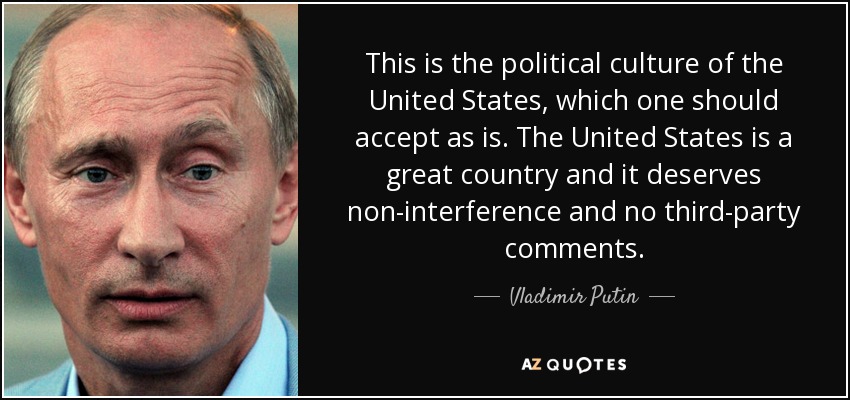 This is the political culture of the
United States, which one should
accept as is. The United States is a
great country and it deserves
non-interference and no third-party
comments.
Vladimir Putin
AZ QUOTES